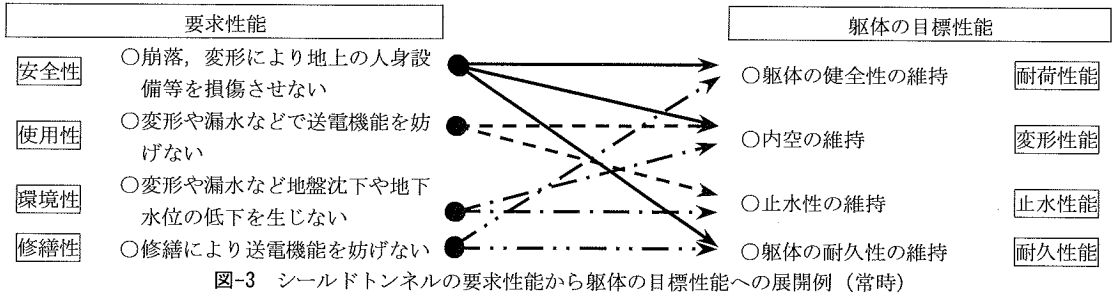 要求性能
躯体の目標性能
安全性
○崩落，変形により地上の人身設
備等を損傷させない
使用性
○変形や漏水などで送電機能を妨
げない
環境性
○変形や漏水など地盤沈下や地下
水位の低下を生じない
修繕性
○修繕により送電機能を妨げない
○躯体の健全性の維持
耐荷性能
○内空の維持
変形性能
○止水性の維持
止水性能
○躯体の耐久性の維持
耐久性能
図-3　シールドトンネルの要求性能から躯体の目標性能への展開例（常時）